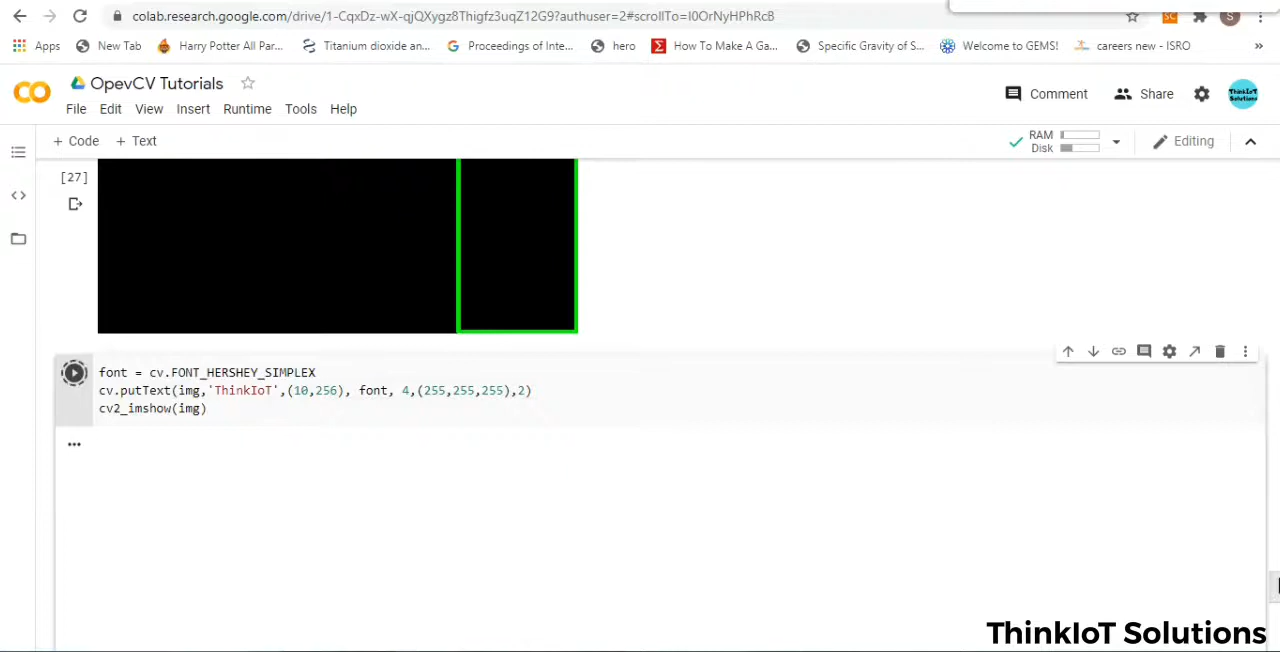 colab.research.google.com/drive/1-CqxDz-wX-qjQXygz8Thigfz3uqZ12G9?authuser=2#scrollTo=I0OrNyHPhRcB
Apps New Tab Harry Potter All Par... Titanium dioxide an... Proceedings of Inte... hero How To Make A Ga... Specific Gravity of S... Welcome to GEMS! careers new - ISRO »
OpevCV Tutorials
File Edit View Insert Runtime Tools Help
Comment Share ThinkIoT Solutions
+ Code + Text
RAM
Disk
Editing
[27]
font = cv.FONT_HERSHEY_SIMPLEX
cv.putText(img,'ThinkIoT',(10,256), font, 4,(255,255,255),2)
cv2_imshow(img)
ThinkIoT Solutions